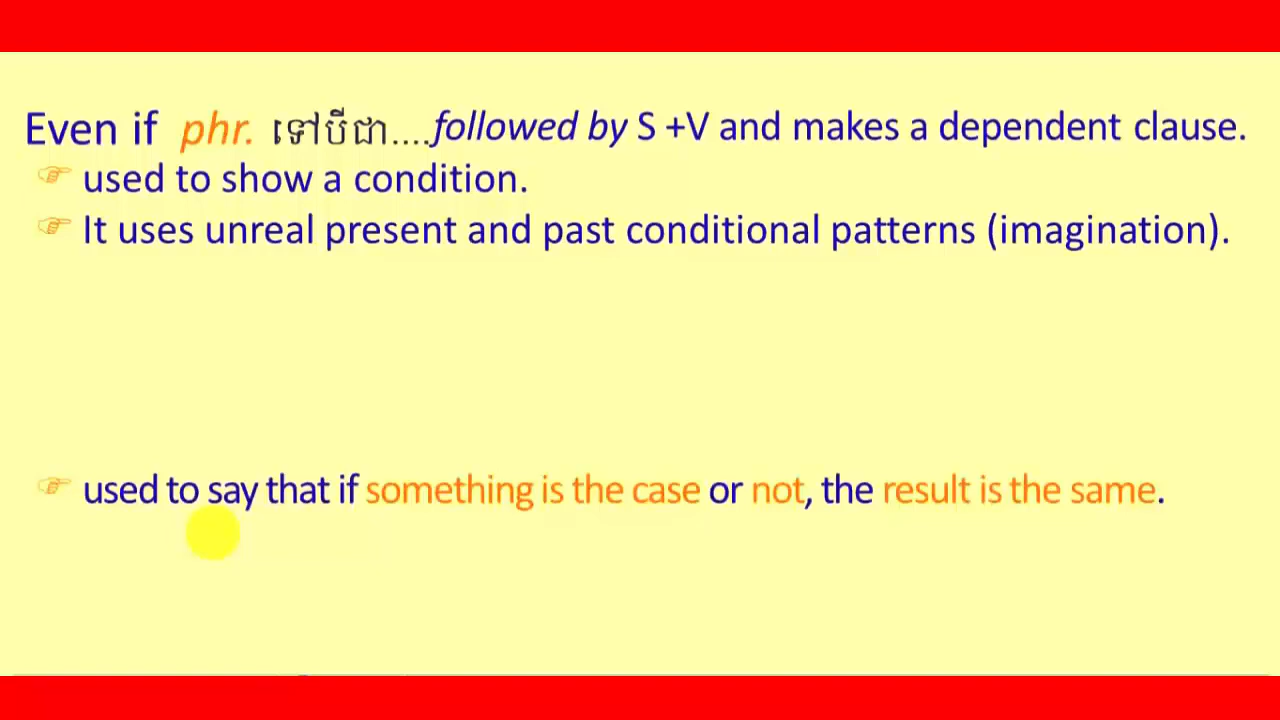 Even if phr. ទៅបីជា....followed by S +V and makes a dependent clause.
used to show a condition.
It uses unreal present and past conditional patterns (imagination).
used to say that if something is the case or not, the result is the same.